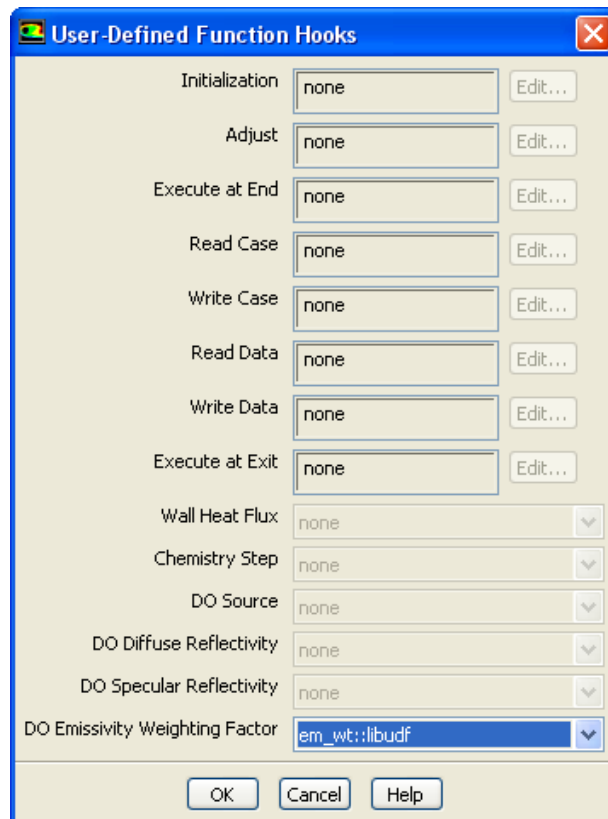 User-Defined Function Hooks
Initialization none Edit...
Adjust none Edit...
Execute at End none Edit...
Read Case none Edit...
Write Case none Edit...
Read Data none Edit...
Write Data none Edit...
Execute at Exit none Edit...
Wall Heat Flux none
Chemistry Step none
DO Source none
DO Diffuse Reflectivity none
DO Specular Reflectivity none
DO Emissivity Weighting Factor em_wt::libudf
OK Cancel Help